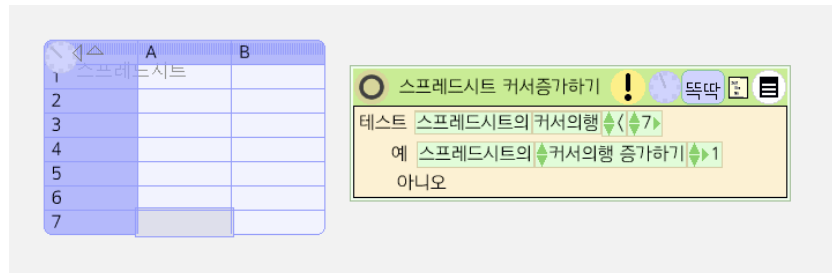 A B
1 스프레드시트
2
3
4
5
6
7
스프레드시트 커서증가하기 ! 똑딱
테스트 스프레드시트의 커서의행 < 7
예 스프레드시트의 커서의행 증가하기 1
아니오